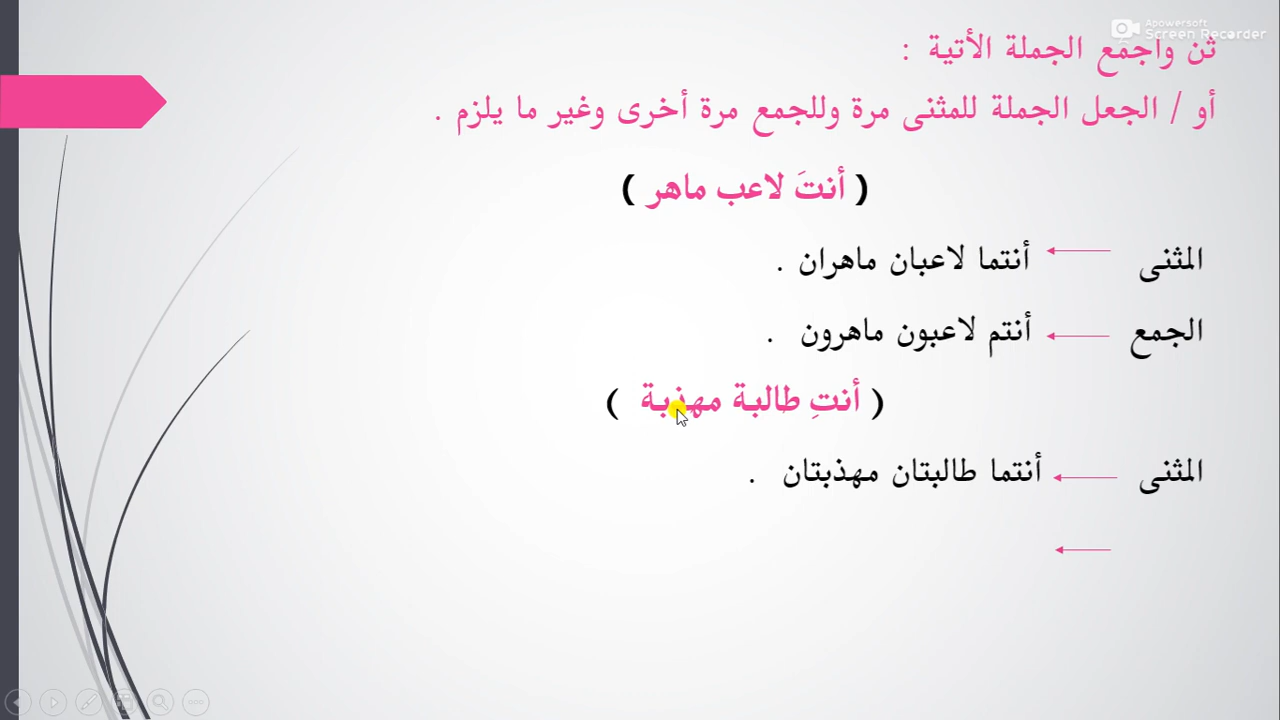 Apowersoft
Screen Recorder
ثن واجمع الجملة الأتية :
أو / الجعل الجملة للمثنى مرة وللجمع مرة أخرى وغير ما يلزم .
( أنتَ لاعب ماهر )
المثنى ← أنتما لاعبان ماهران .
الجمع ← أنتم لاعبون ماهرون .
( أنتِ طالبة مهذبة )
المثنى ← أنتما طالبتان مهذبتان .
←